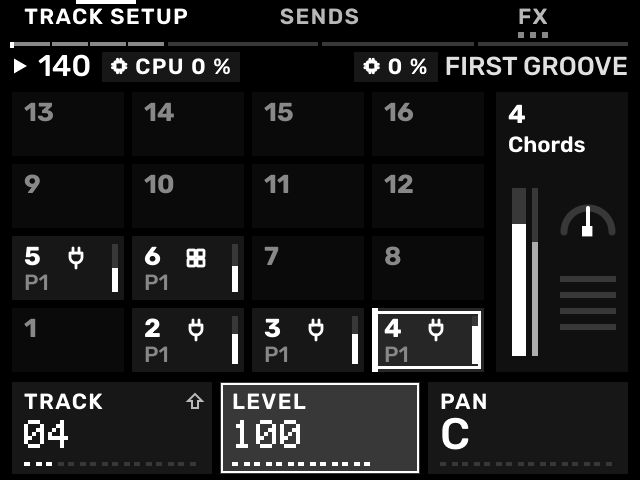 TRACK SETUP SENDS FX
140 CPU 0 % 0 % FIRST GROOVE
13 14 15 16 4
Chords
9 10 11 12
5 6 7 8
P1 P1
1 2 3 4
P1 P1 P1
TRACK LEVEL PAN
04 100 C